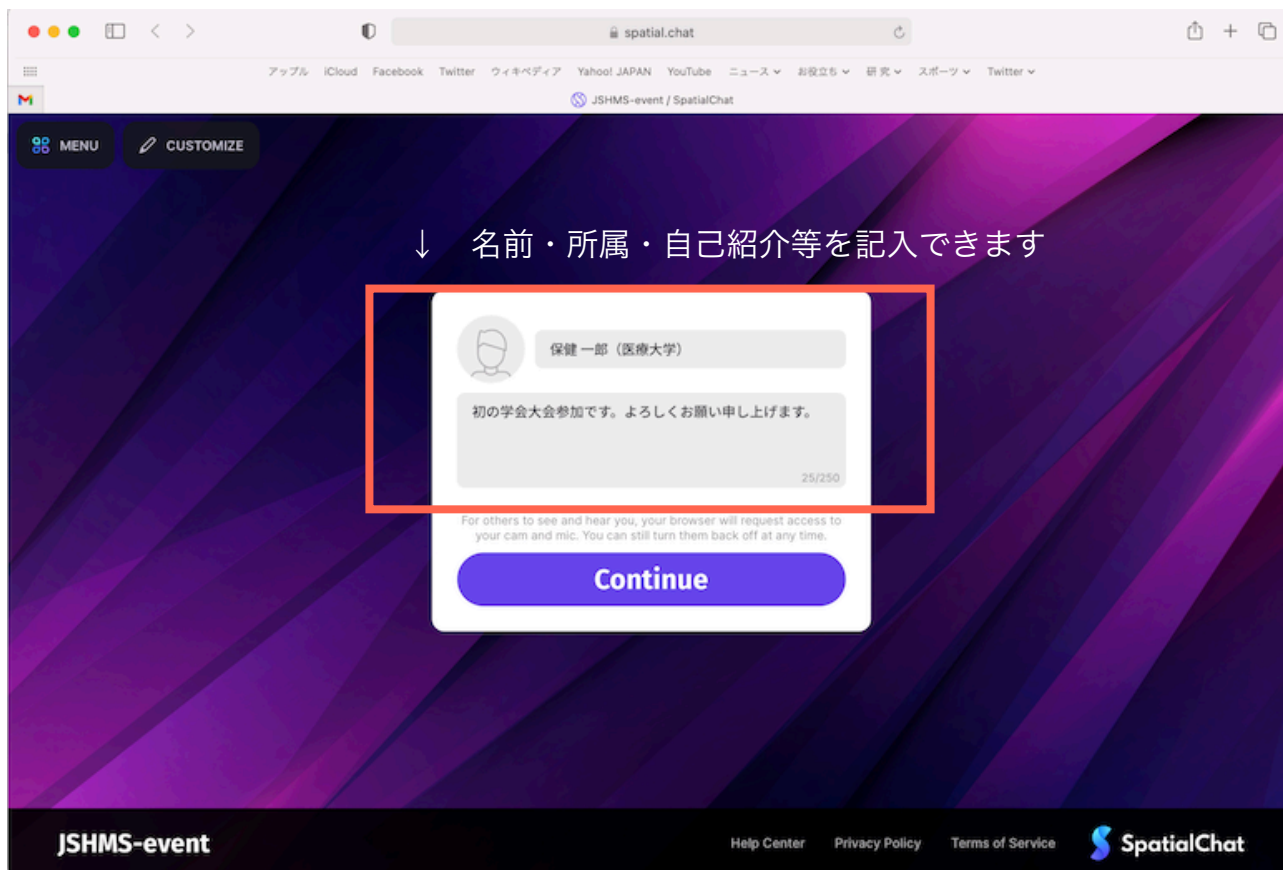 spatial.chat
アップル iCloud Facebook Twitter ウィキペディア Yahoo! JAPAN YouTube ニュース お役立ち 研究 スポーツ Twitter
JSHMS-event / SpatialChat
MENU CUSTOMIZE
↓ 名前・所属・自己紹介等を記入できます
保健 一郎（医療大学）
初の学会大会参加です。よろしくお願い申し上げます。
25/250
For others to see and hear you, your browser will request access to
your cam and mic. You can still turn them back off at any time.
Continue
JSHMS-event Help Center Privacy Policy Terms of Service SpatialChat